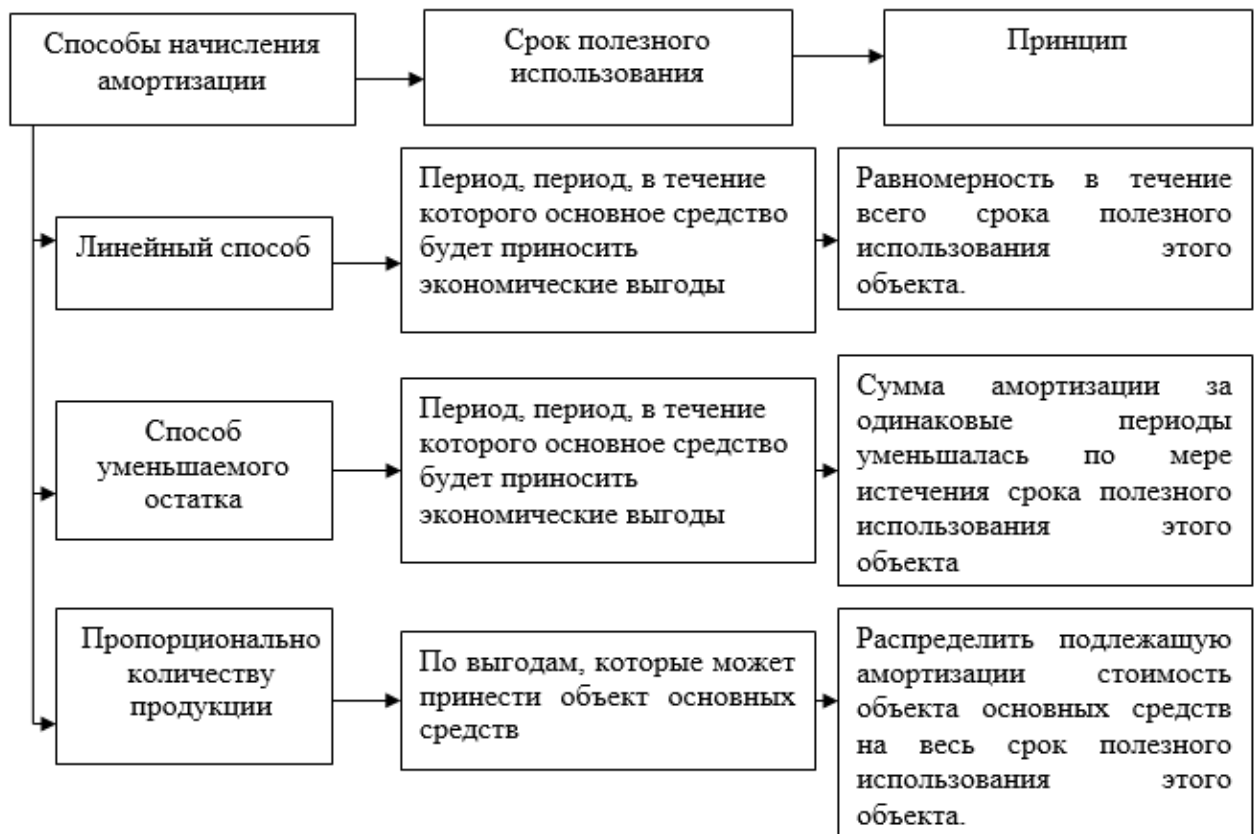 Способы начисления
амортизации
Срок полезного
использования
Принцип
Линейный способ
Период, период, в течение
которого основное средство
будет приносить
экономические выгоды
Равномерность в течение
всего срока полезного
использования этого
объекта.
Способ
уменьшаемого
остатка
Период, период, в течение
которого основное средство
будет приносить
экономические выгоды
Сумма амортизации за
одинаковые периоды
уменьшалась по мере
истечения срока полезного
использования этого
объекта
Пропорционально
количеству
продукции
По выгодам, которые может
принести объект основных
средств
Распределить подлежащую
амортизации стоимость
объекта основных средств
на весь срок полезного
использования этого
объекта.